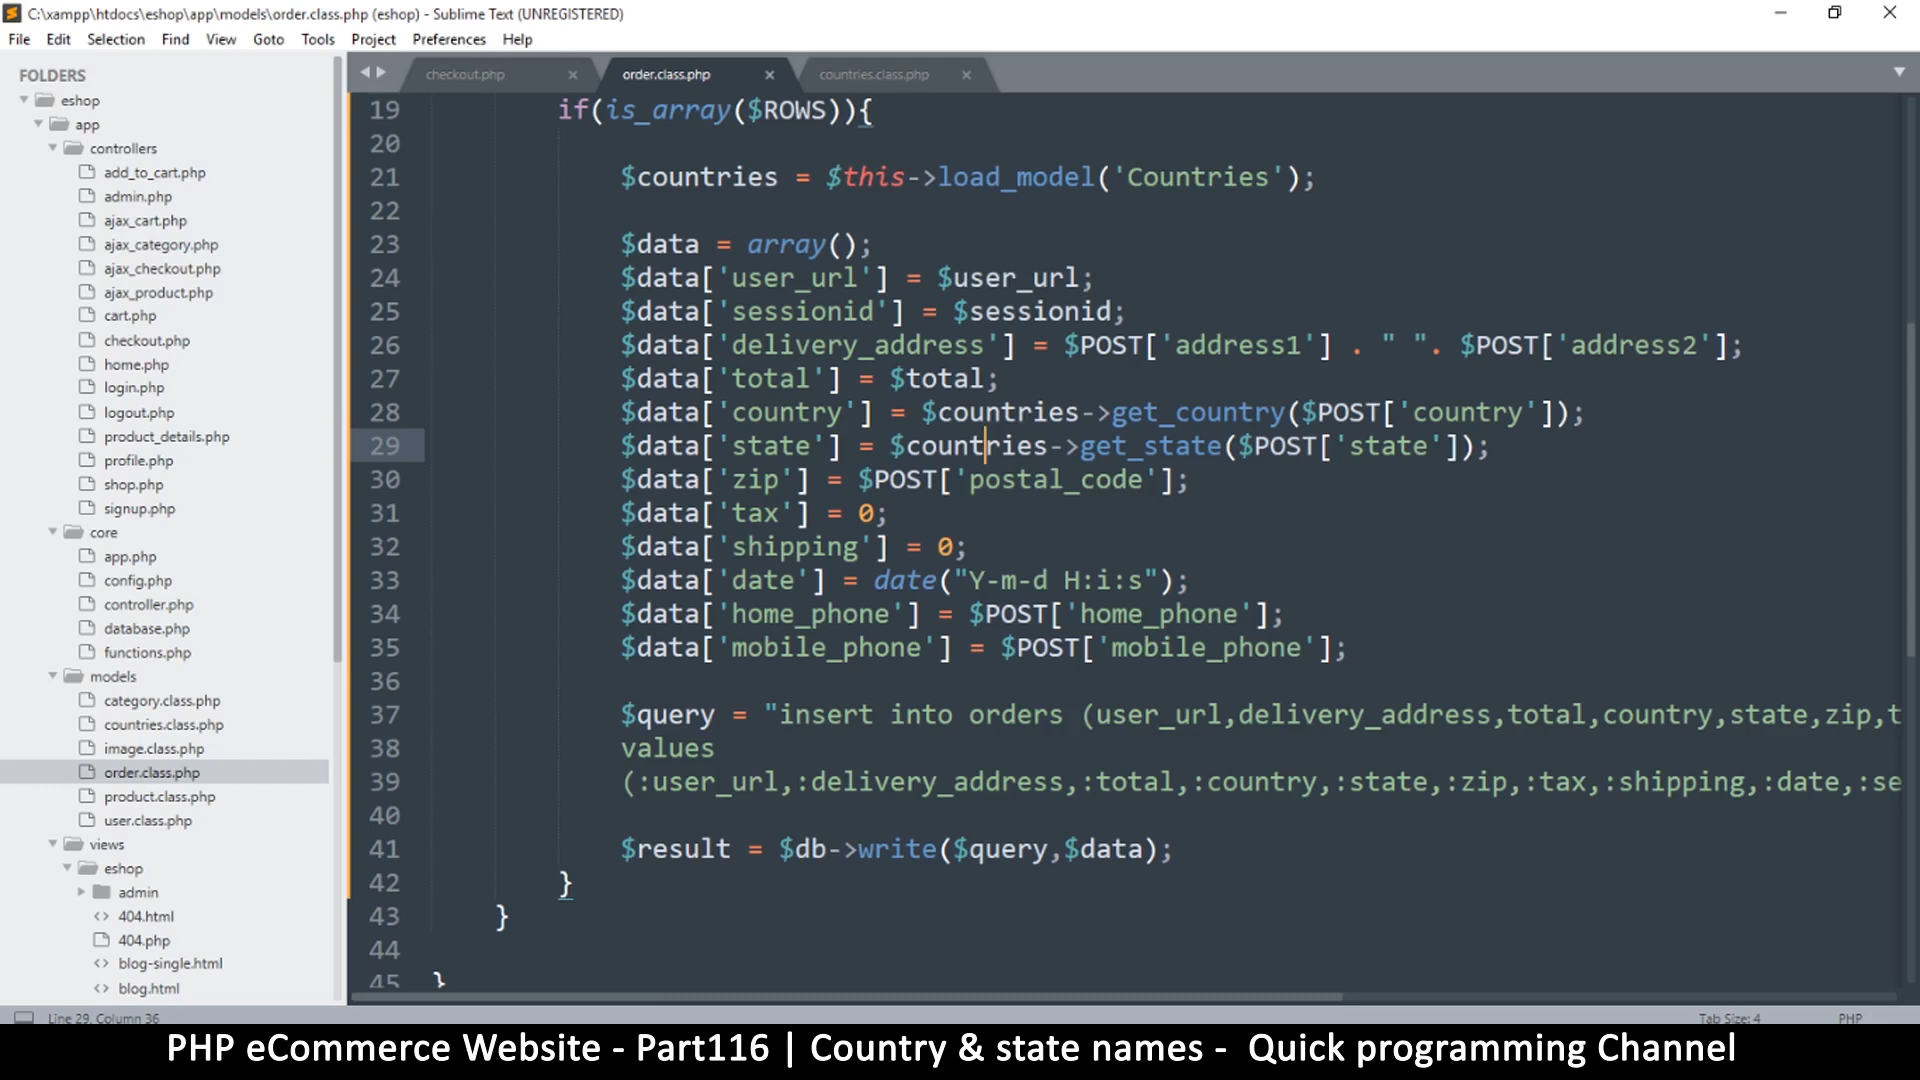 C:\xampp\htdocs\eshop\app\models\order.class.php (eshop) - Sublime Text (UNREGISTERED)
File Edit Selection Find View Goto Tools Project Preferences Help
FOLDERS
eshop
app
controllers
add_to_cart.php
admin.php
ajax_cart.php
ajax_category.php
ajax_checkout.php
ajax_product.php
cart.php
checkout.php
home.php
login.php
logout.php
product_details.php
profile.php
shop.php
signup.php
core
app.php
config.php
controller.php
database.php
functions.php
models
category.class.php
countries.class.php
image.class.php
order.class.php
product.class.php
user.class.php
views
eshop
admin
404.html
404.php
blog-single.html
blog.html
checkout.php order.class.php countries.class.php
19 if(is_array($ROWS)){
20
21 $countries = $this->load_model('Countries');
22
23 $data = array();
24 $data['user_url'] = $user_url;
25 $data['sessionid'] = $sessionid;
26 $data['delivery_address'] = $POST['address1'] . " ". $POST['address2'];
27 $data['total'] = $total;
28 $data['country'] = $countries->get_country($POST['country']);
29 $data['state'] = $countries->get_state($POST['state']);
30 $data['zip'] = $POST['postal_code'];
31 $data['tax'] = 0;
32 $data['shipping'] = 0;
33 $data['date'] = date("Y-m-d H:i:s");
34 $data['home_phone'] = $POST['home_phone'];
35 $data['mobile_phone'] = $POST['mobile_phone'];
36
37 $query = "insert into orders (user_url,delivery_address,total,country,state,zip,t
38 values
39 (:user_url,:delivery_address,:total,:country,:state,:zip,:tax,:shipping,:date,:se
40
41 $result = $db->write($query,$data);
42 }
43 }
44
45 }
Line 29, Column 36 Tab Size: 4 PHP
PHP eCommerce Website - Part116 | Country & state names - Quick programming Channel